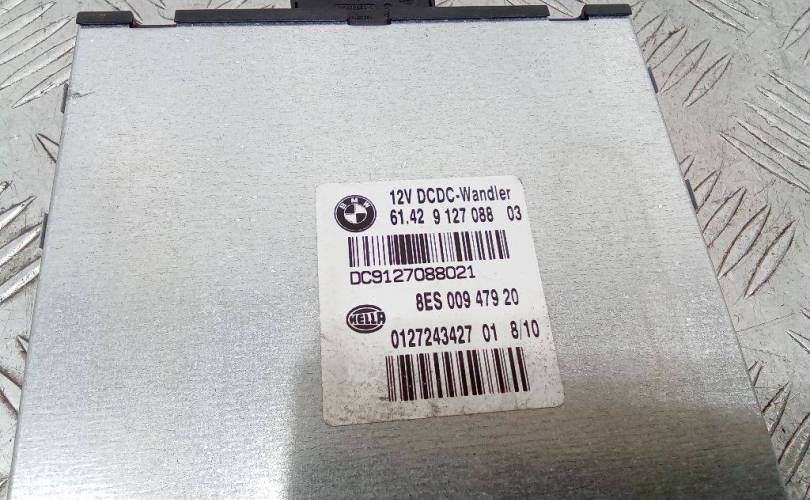 BMW
12V DCDC-Wandler
61.42 9 127 088 03
DC9127088021
8ES 009 479 20
HELLA
0127243427 01 8/10